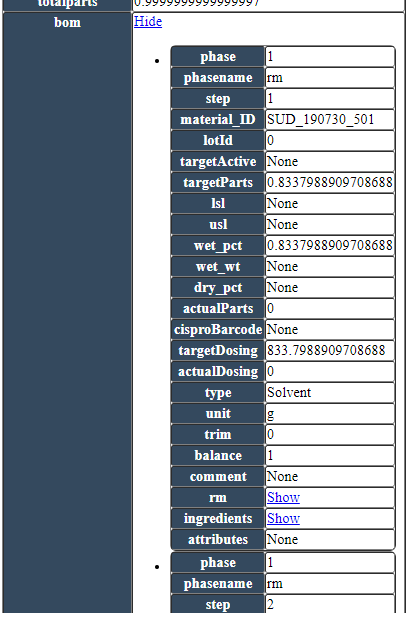 totalparts 0.9999999999999997
bom Hide
phase 1
phasename rm
step 1
material_ID SUD_190730_501
lotId 0
targetActive None
targetParts 0.8337988909708688
lsl None
usl None
wet_pct 0.8337988909708688
wet_wt None
dry_pct None
actualParts 0
cisproBarcode None
targetDosing 833.7988909708688
actualDosing 0
type Solvent
unit g
trim 0
balance 1
comment None
rm Show
ingredients Show
attributes None
phase 1
phasename rm
step 2